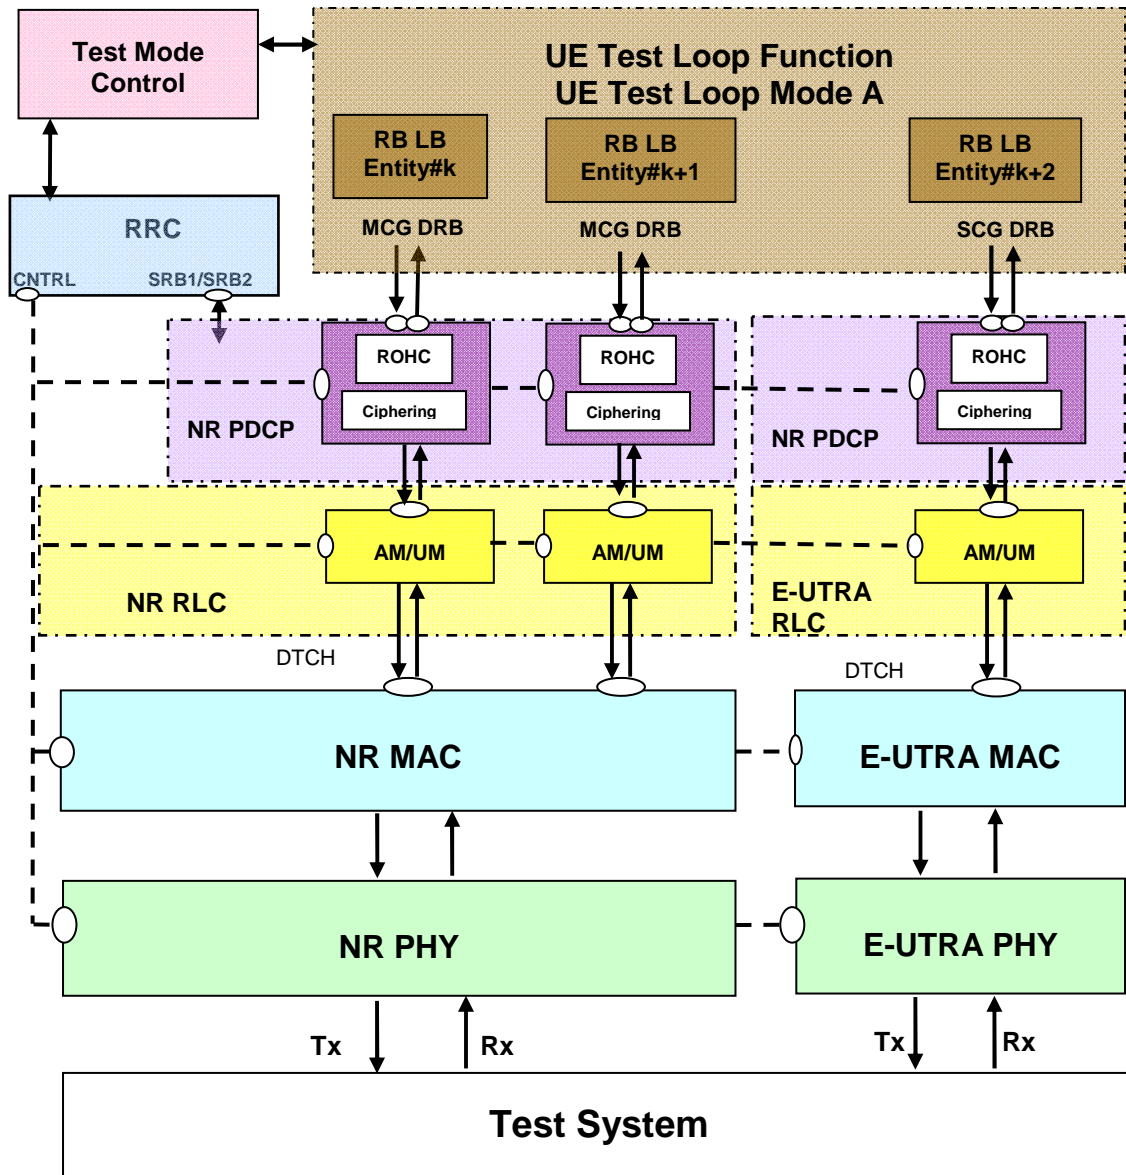 Test Mode
Control
UE Test Loop Function
UE Test Loop Mode A
RB LB
Entity#k
RB LB
Entity#k+1
RB LB
Entity#k+2
MCG DRB
MCG DRB
SCG DRB
RRC
CNTRL
SRB1/SRB2
ROHC
Ciphering
ROHC
Ciphering
ROHC
Ciphering
NR PDCP
NR PDCP
AM/UM
AM/UM
AM/UM
NR RLC
E-UTRA
RLC
DTCH
DTCH
NR MAC
E-UTRA MAC
NR PHY
E-UTRA PHY
Tx
Rx
Tx
Rx
Test System